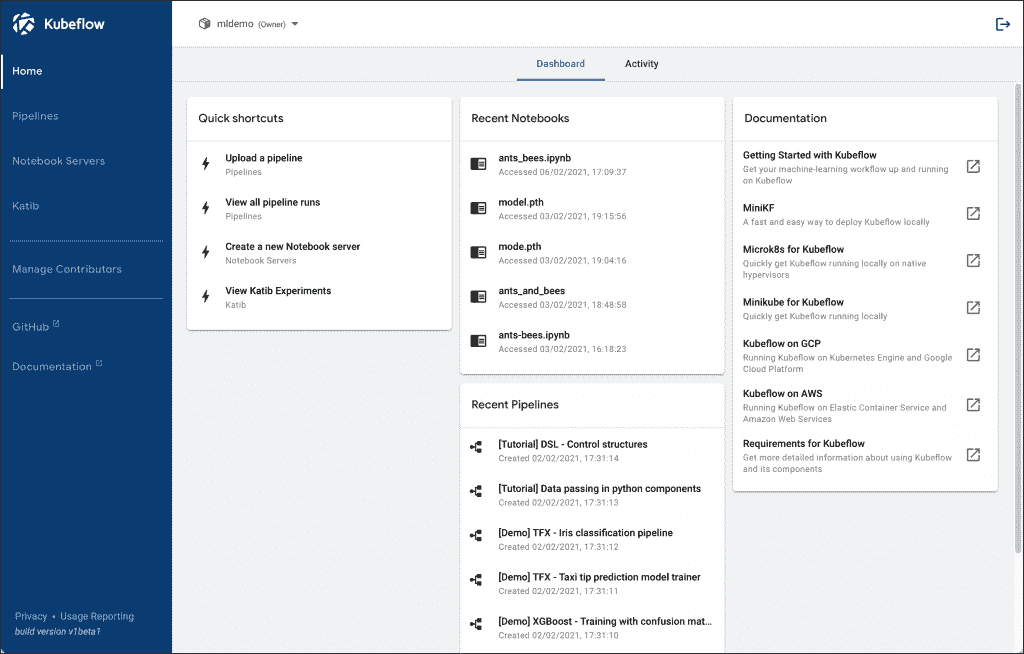 Kubeflow
Home
Pipelines
Notebook Servers
Katib
Manage Contributors
GitHub
Documentation
Privacy • Usage Reporting
build version v1beta1
mldemo (Owner)
Dashboard
Activity
Quick shortcuts
Upload a pipeline
Pipelines
View all pipeline runs
Pipelines
Create a new Notebook server
Notebook Servers
View Katib Experiments
Katib
Recent Notebooks
ants_bees.ipynb
Accessed 06/02/2021, 17:09:37
model.pth
Accessed 03/02/2021, 19:15:56
mode.pth
Accessed 03/02/2021, 19:04:16
ants_and_bees
Accessed 03/02/2021, 18:48:58
ants-bees.ipynb
Accessed 03/02/2021, 16:18:23
Recent Pipelines
[Tutorial] DSL - Control structures
Created 02/02/2021, 17:31:14
[Tutorial] Data passing in python components
Created 02/02/2021, 17:31:13
[Demo] TFX - Iris classification pipeline
Created 02/02/2021, 17:31:12
[Demo] TFX - Taxi tip prediction model trainer
Created 02/02/2021, 17:31:11
[Demo] XGBoost - Training with confusion mat...
Created 02/02/2021, 17:31:10
Documentation
Getting Started with Kubeflow
Get your machine-learning workflow up and running
on Kubeflow
MiniKF
A fast and easy way to deploy Kubeflow locally
Microk8s for Kubeflow
Quickly get Kubeflow running locally on native
hypervisors
Minikube for Kubeflow
Quickly get Kubeflow running locally
Kubeflow on GCP
Running Kubeflow on Kubernetes Engine and Google
Cloud Platform
Kubeflow on AWS
Running Kubeflow on Elastic Container Service and
Amazon Web Services
Requirements for Kubeflow
Get more detailed information about using Kubeflow
and its components